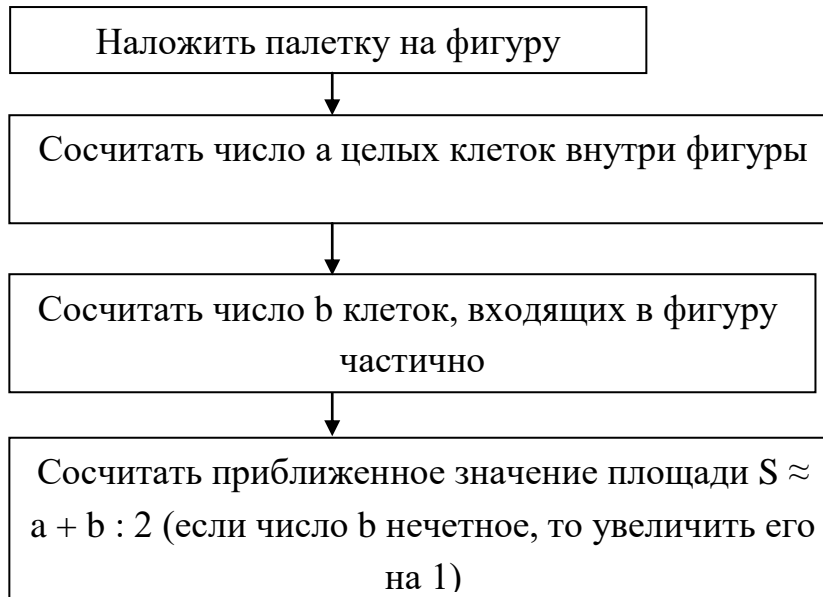 Наложить палетку на фигуру
Сосчитать число a целых клеток внутри фигуры
Сосчитать число b клеток, входящих в фигуру
частично
Сосчитать приближенное значение площади S ≈
a + b : 2 (если число b нечетное, то увеличить его
на 1)